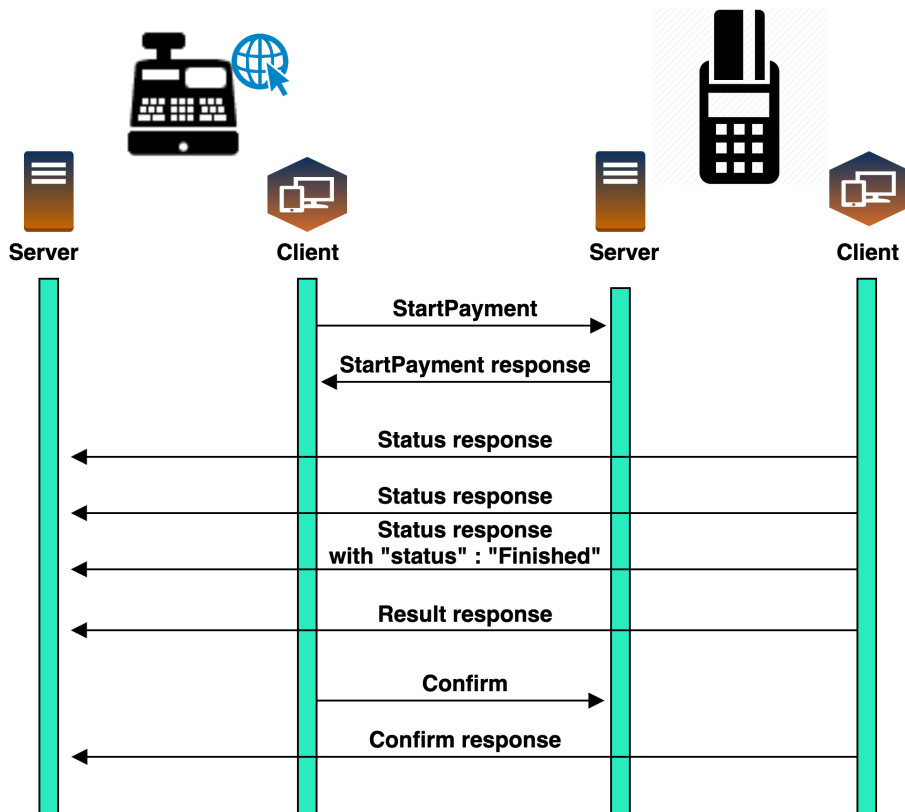 Server
Client
Server
Client
StartPayment
StartPayment response
Status response
Status response
Status response
with "status" : "Finished"
Result response
Confirm
Confirm response